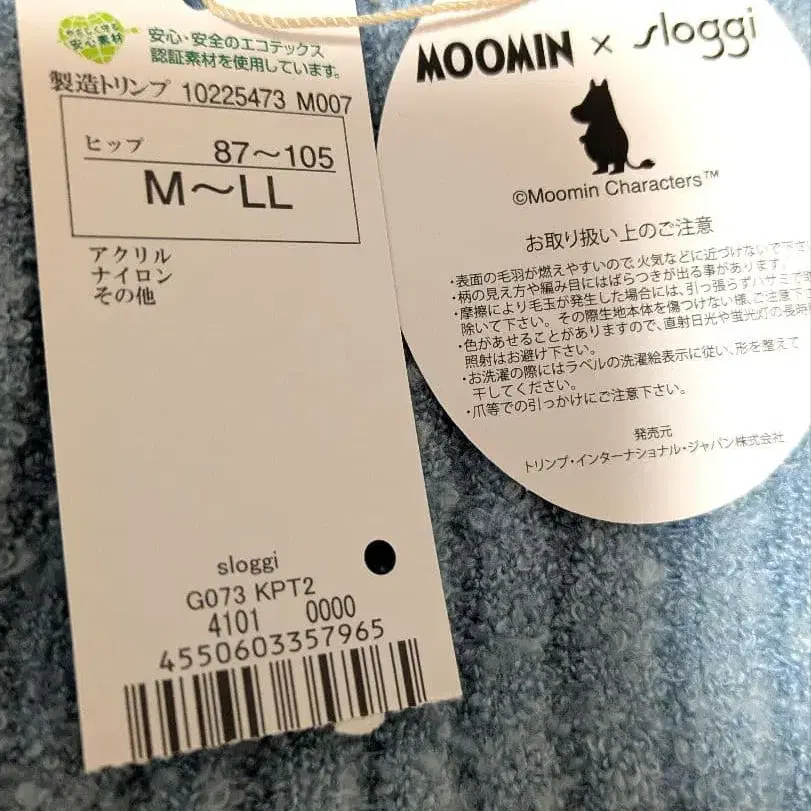 やさしく守る
安心素材
安心・安全のエコテックス
認証素材を使用しています。
製造トリンプ 10225473 M007
ヒップ 87～105
M～LL
アクリル
ナイロン
その他
sloggi
G073 KPT2
4101 0000
4550603357965
MOOMIN × sloggi
©Moomin Characters™
お取り扱い上のご注意
・表面の毛羽が燃えやすいので、火気などに近づけないで下さ
・柄の見え方や編み目にはばらつきが出る事があります。
・摩擦により毛玉が発生した場合には、引っ張らずハサミで
除いて下さい。その際生地本体を傷つけない様、ご注意下
・色があせることがありますので、直射日光や蛍光灯の長時
照射はお避け下さい。
・お洗濯の際にはラベルの洗濯絵表示に従い、形を整えて
干してください。
・爪等での引っかけにご注意下さい。
発売元
トリンプ・インターナショナル・ジャパン株式会社